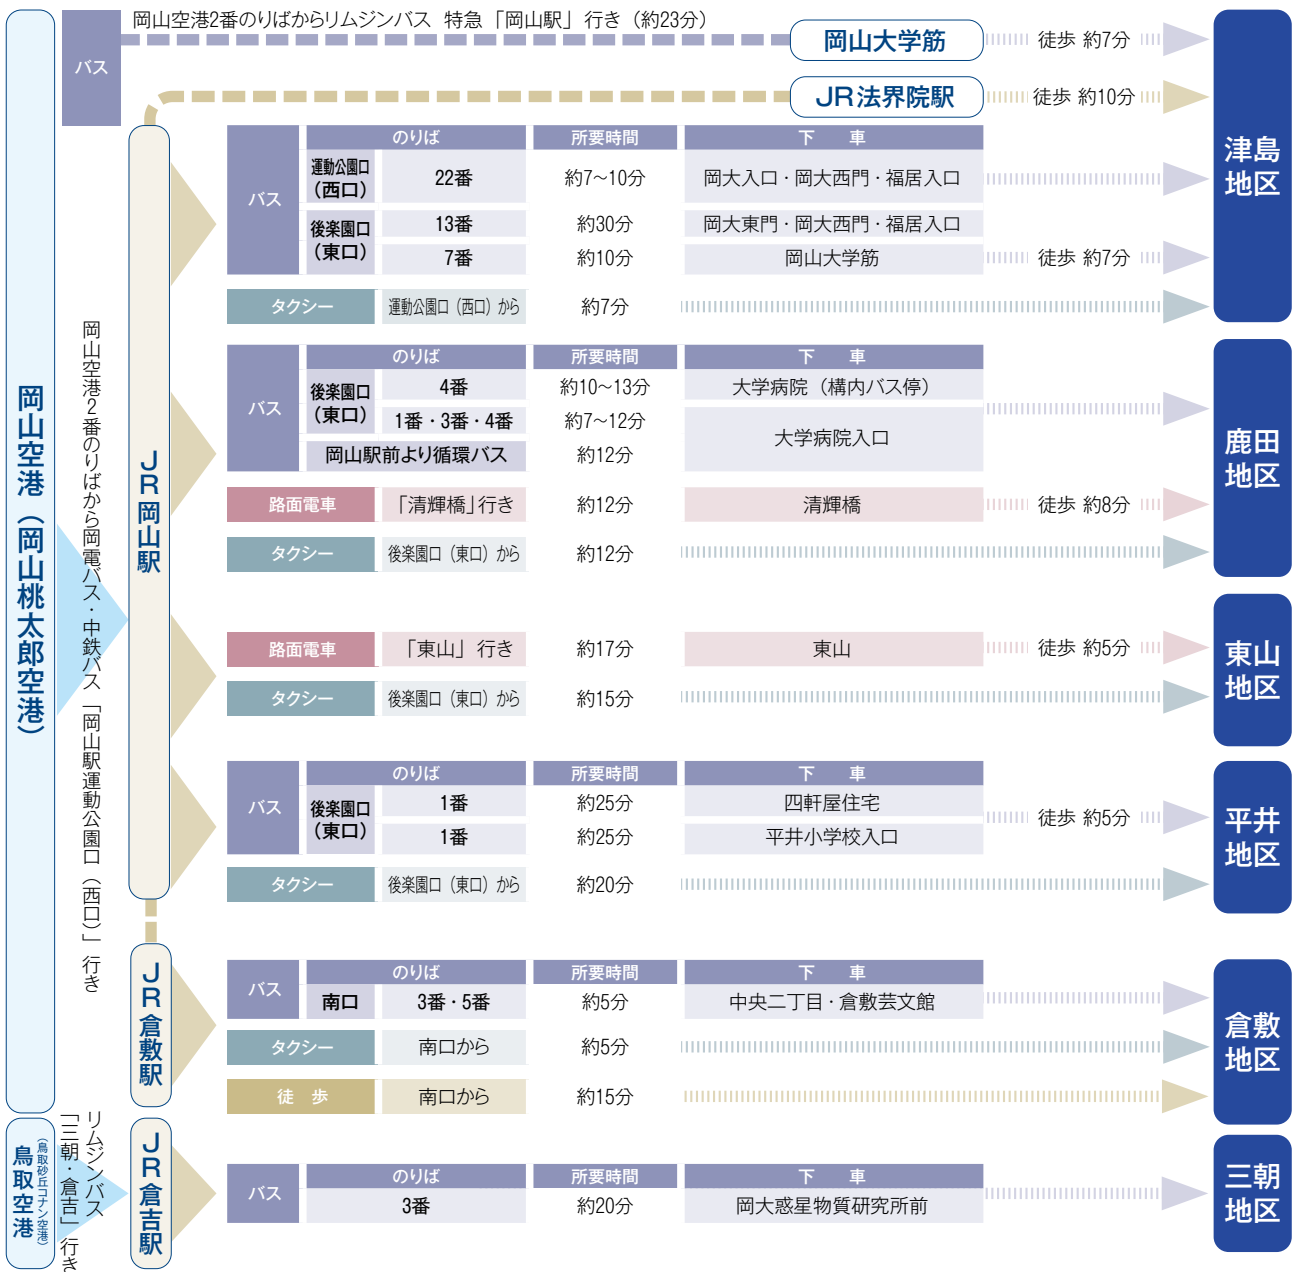 岡山空港2番のりばからリムジンバス 特急「岡山駅」行き（約23分）
バス
岡山大学筋
徒歩 約7分
JR法界院駅
徒歩 約10分
津島
地区
岡山空港（岡山桃太郎空港）
岡山空港2番のりばから岡電バス・中鉄バス「岡山駅運動公園口（西口）」行き
JR岡山駅
バス
のりば 所要時間 下 車
運動公園口
（西口）
22番 約7〜10分 岡大入口・岡大西門・福居入口
後楽園口
（東口）
13番 約30分 岡大東門・岡大西門・福居入口
7番 約10分 岡山大学筋 徒歩 約7分
タクシー 運動公園口（西口）から 約7分
バス
のりば 所要時間 下 車
後楽園口
（東口）
4番 約10〜13分 大学病院（構内バス停）
1番・3番・4番 約7〜12分
大学病院入口
岡山駅前より循環バス 約12分
路面電車 「清輝橋」行き 約12分 清輝橋 徒歩 約8分
タクシー 後楽園口（東口）から 約12分
鹿田
地区
路面電車 「東山」行き 約17分 東山 徒歩 約5分
タクシー 後楽園口（東口）から 約15分
東山
地区
バス
のりば 所要時間 下 車
後楽園口
（東口）
1番 約25分 四軒屋住宅
1番 約25分 平井小学校入口
徒歩 約5分
タクシー 後楽園口（東口）から 約20分
平井
地区
JR倉敷駅
バス
のりば 所要時間 下 車
南口 3番・5番 約5分 中央二丁目・倉敷芸文館
タクシー 南口から 約5分
徒 歩 南口から 約15分
倉敷
地区
鳥取空港
（鳥取砂丘コナン空港）
リムジンバス
「三朝・倉吉」行き
JR倉吉駅
バス
のりば 所要時間 下 車
3番 約20分 岡大惑星物質研究所前
三朝
地区